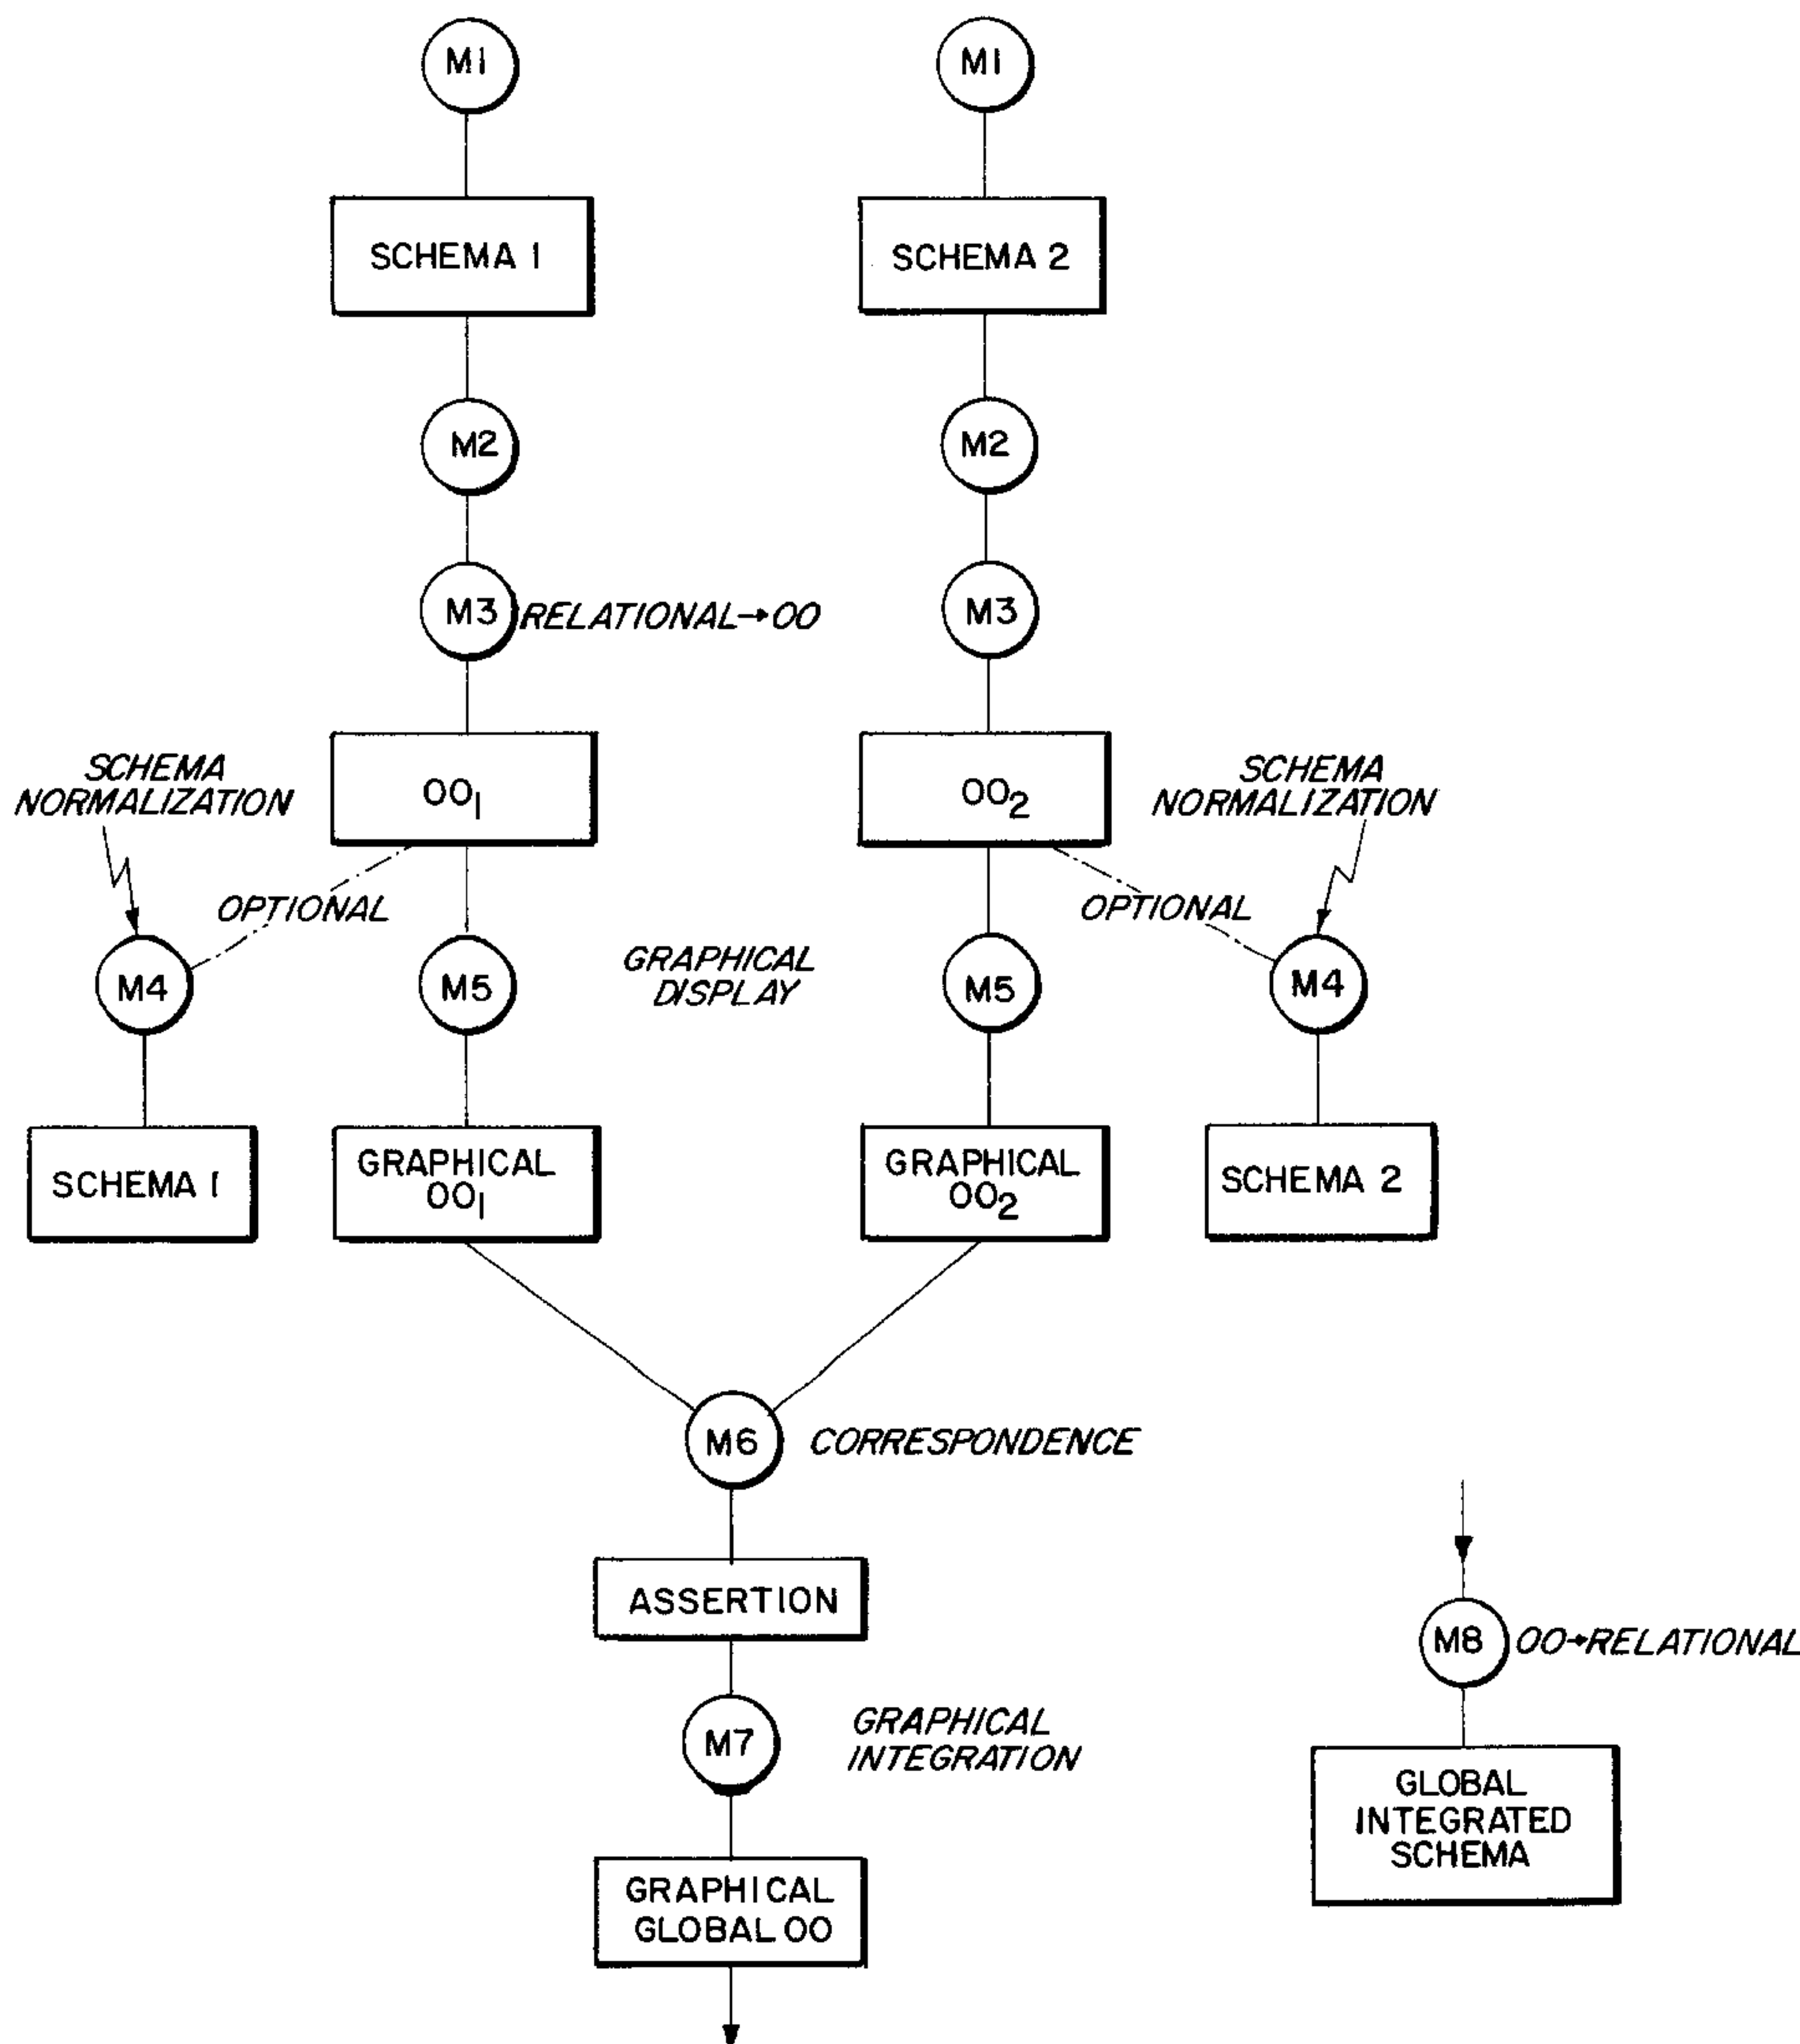 M1
M1
SCHEMA 1
SCHEMA 2
M2
M2
M3
RELATIONAL→OO
M3
SCHEMA
NORMALIZATION
OO1
OO2
SCHEMA
NORMALIZATION
OPTIONAL
OPTIONAL
M4
M5
GRAPHICAL
DISPLAY
M5
M4
SCHEMA 1
GRAPHICAL
OO1
GRAPHICAL
OO2
SCHEMA 2
M6
CORRESPONDENCE
ASSERTION
M7
GRAPHICAL
INTEGRATION
GRAPHICAL
GLOBAL OO
M8
OO→RELATIONAL
GLOBAL
INTEGRATED
SCHEMA